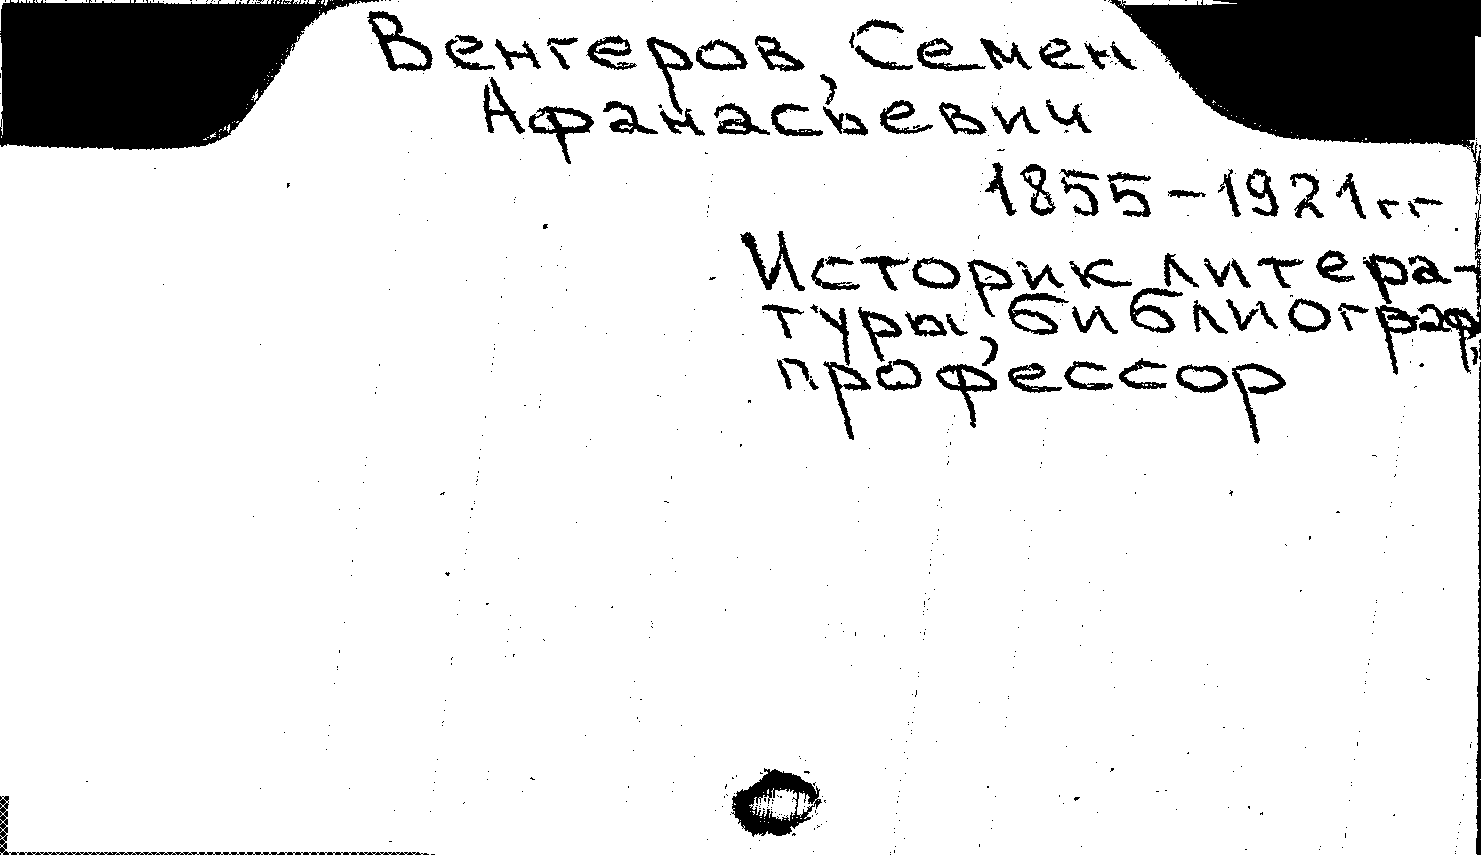 Венгеров, Семен
Афанасьевич
1855-1921гг
Историк литера-
туры, библиограф,
профессор